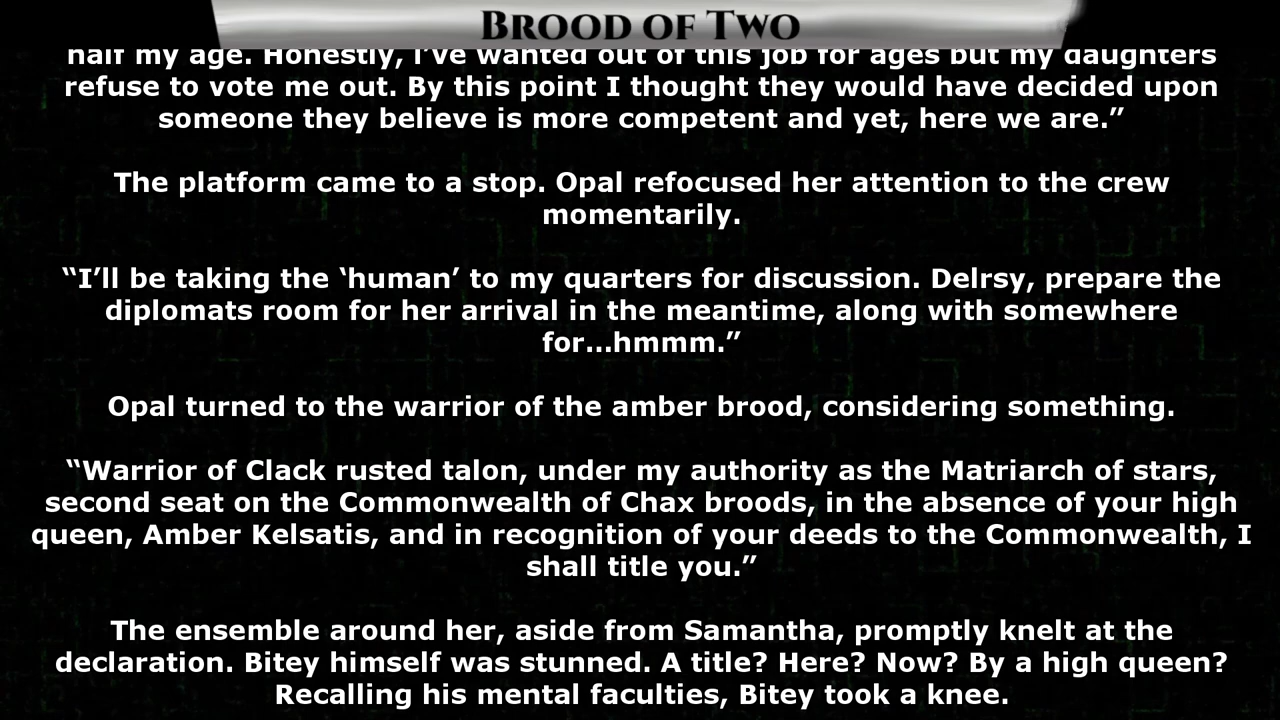 Brood of Two
half my age. Honestly, I’ve wanted out of this job for ages but my daughters
refuse to vote me out. By this point I thought they would have decided upon
someone they believe is more competent and yet, here we are.”
The platform came to a stop. Opal refocused her attention to the crew
momentarily.
“I’ll be taking the ‘human’ to my quarters for discussion. Delrsy, prepare the
diplomats room for her arrival in the meantime, along with somewhere
for...hmmm.”
Opal turned to the warrior of the amber brood, considering something.
“Warrior of Clack rusted talon, under my authority as the Matriarch of stars,
second seat on the Commonwealth of Chax broods, in the absence of your high
queen, Amber Kelsatis, and in recognition of your deeds to the Commonwealth, I
shall title you.”
The ensemble around her, aside from Samantha, promptly knelt at the
declaration. Bitey himself was stunned. A title? Here? Now? By a high queen?
Recalling his mental faculties, Bitey took a knee.